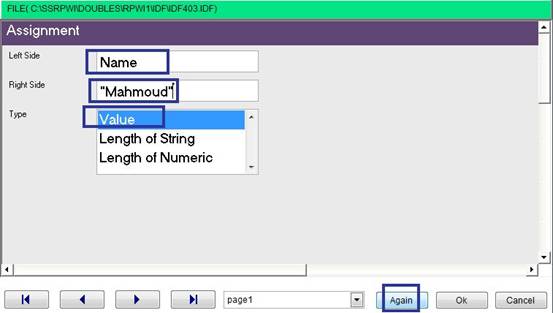 FILE( C:\SSRPWI\DOUBLES\RPWI1\IDF\IDF403.IDF)
Assignment
Left Side
Name
Right Side
"Mahmoud"
Type
Value
Length of String
Length of Numeric
page1
Again
Ok
Cancel